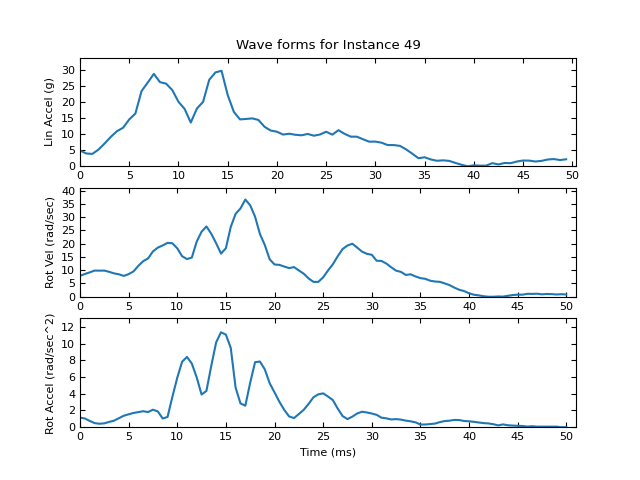 Wave forms for Instance 49
Lin Accel (g)
30
25
20
15
10
5
0
0 5 10 15 20 25 30 35 40 45 50
Rot Vel (rad/sec)
40
35
30
25
20
15
10
5
0
0 5 10 15 20 25 30 35 40 45 50
Rot Accel (rad/sec^2)
12
10
8
6
4
2
0
0 5 10 15 20 25 30 35 40 45 50
Time (ms)